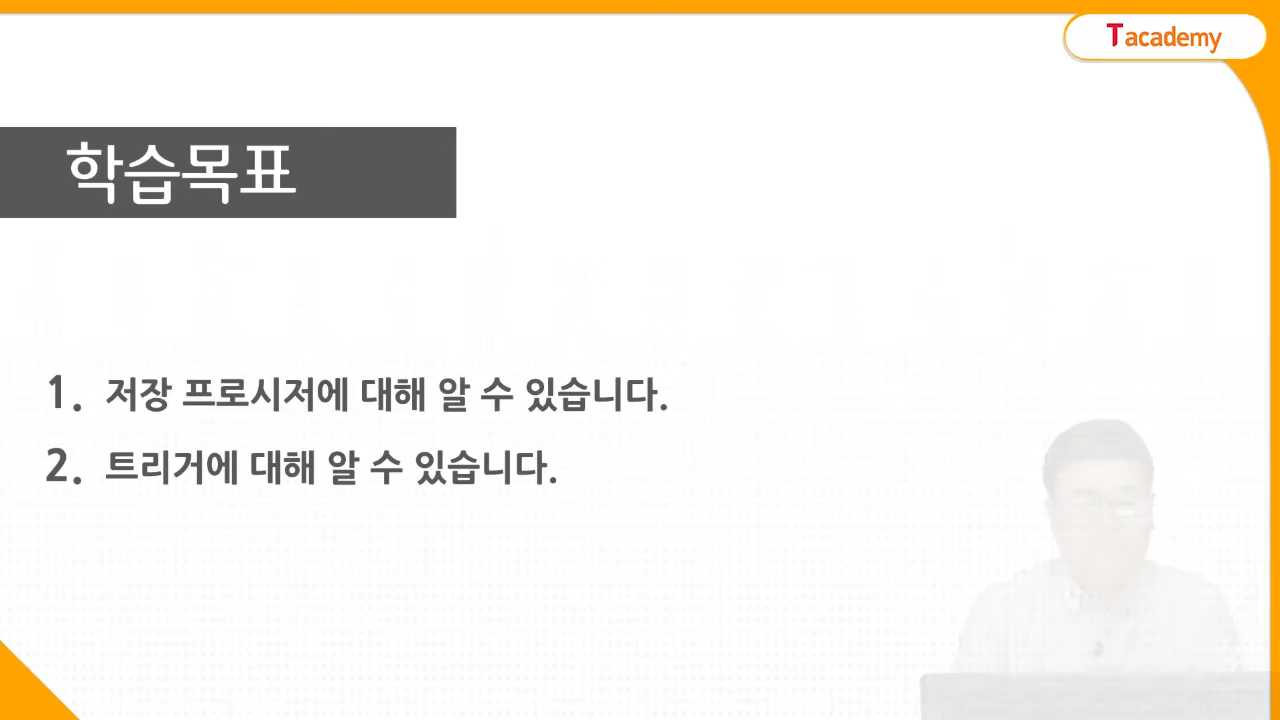 Tacademy
학습목표
1. 저장 프로시저에 대해 알 수 있습니다.
2. 트리거에 대해 알 수 있습니다.